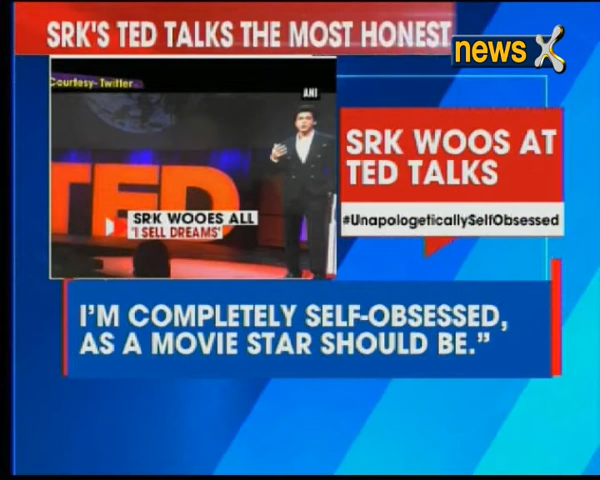 SRK'S TED TALKS THE MOST HONEST
news X
Courtesy- Twitter
ANI
TED
SRK WOOES ALL
'I SELL DREAMS'
SRK WOOS AT
TED TALKS
#UnapologeticallySelfObsessed
I'M COMPLETELY SELF-OBSESSED,
AS A MOVIE STAR SHOULD BE.”